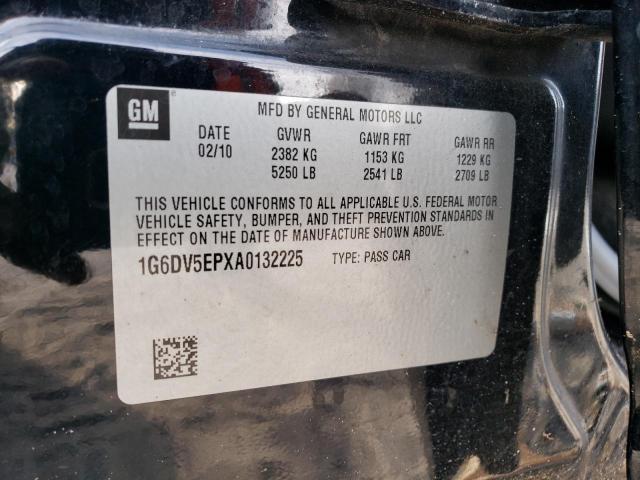 GM
MFD BY GENERAL MOTORS LLC
DATE GVWR GAWR FRT GAWR RR
02/10 2382 KG 1153 KG 1229 KG
5250 LB 2541 LB 2709 LB
THIS VEHICLE CONFORMS TO ALL APPLICABLE U.S. FEDERAL MOTOR
VEHICLE SAFETY, BUMPER, AND THEFT PREVENTION STANDARDS IN
EFFECT ON THE DATE OF MANUFACTURE SHOWN ABOVE.
1G6DV5EPXA0132225 TYPE: PASS CAR